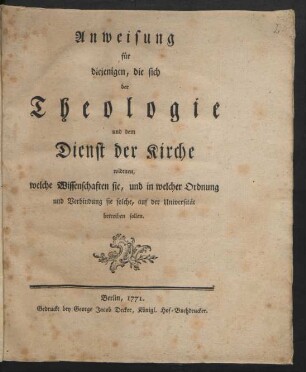 Anweisung
für
diejenigen, die sich
der
Theologie
und dem
Dienst der Kirche
widmen,
welche Wissenschaften sie, und in welcher Ordnung
und Verbindung sie solche, auf der Universität
betreiben sollen.
Berlin, 1771.
Gedruckt bey George Jacob Decker, Königl. Hof-Buchdrucker.